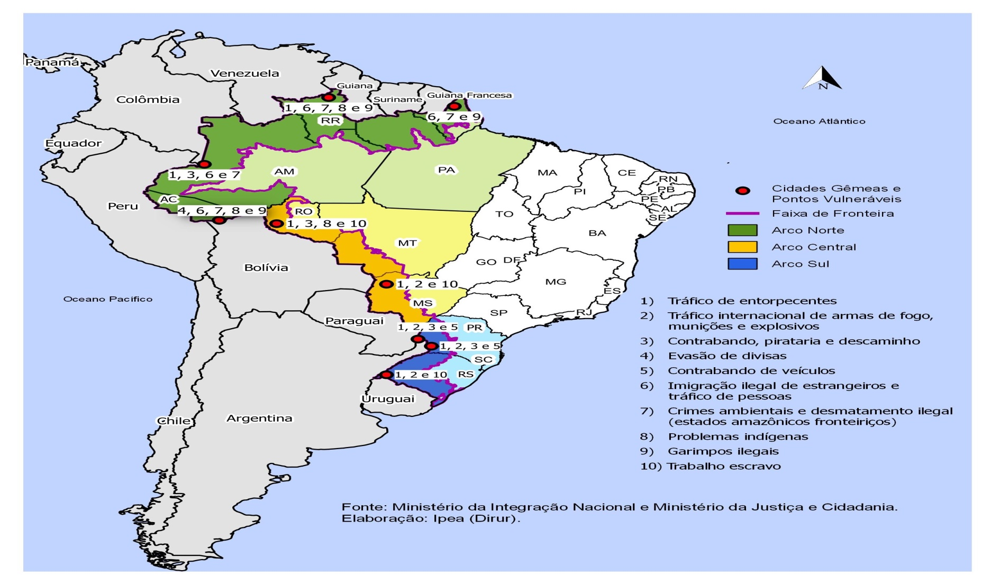 Panamá
Venezuela
Guiana
Colômbia
Suriname
Guiana Francesa
1, 6, 7, 8 e 9
6, 7 e 9
RR
Oceano Atlântico
N
Equador
1, 3, 6 e 7
AM
PA
MA
CE
RN
PI
PB
PE
AL
SE
Peru
AC
4, 6, 7, 8 e 9
RO
1, 3, 8 e 10
TO
BA
MT
Bolívia
GO
DF
MG
ES
1, 2 e 10
Oceano Pacífico
MS
SP
RJ
Paraguai
1, 2, 3 e 5
PR
1, 2, 3 e 5
SC
1, 2 e 10
RS
Uruguai
Chile
Argentina
Cidades Gêmeas e
Pontos Vulneráveis
Faixa de Fronteira
Arco Norte
Arco Central
Arco Sul
1) Tráfico de entorpecentes
2) Tráfico internacional de armas de fogo,
munições e explosivos
3) Contrabando, pirataria e descaminho
4) Evasão de divisas
5) Contrabando de veículos
6) Imigração ilegal de estrangeiros e
tráfico de pessoas
7) Crimes ambientais e desmatamento ilegal
(estados amazônicos fronteiriços)
8) Problemas indígenas
9) Garimpos ilegais
10) Trabalho escravo
Fonte: Ministério da Integração Nacional e Ministério da Justiça e Cidadania.
Elaboração: Ipea (Dirur).